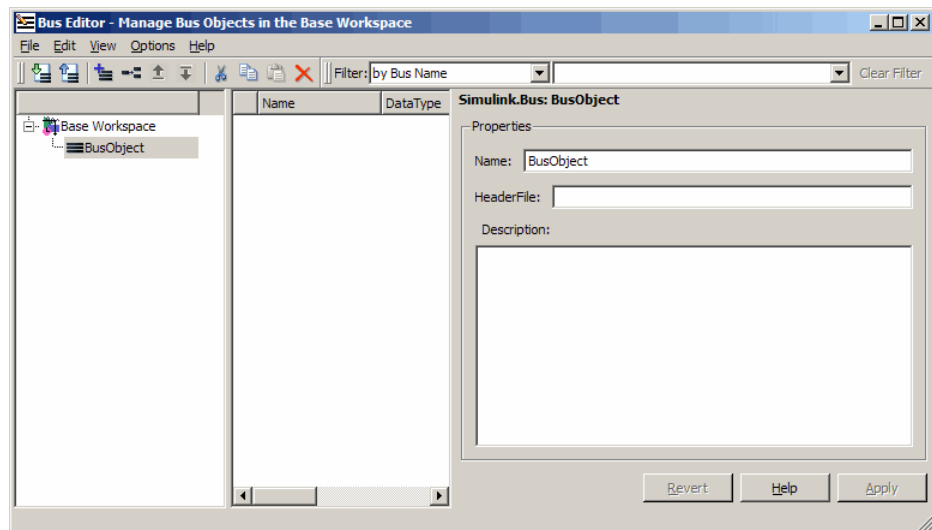 Bus Editor - Manage Bus Objects in the Base Workspace
File Edit View Options Help
Filter: by Bus Name Clear Filter
Name DataType
Base Workspace
BusObject
Simulink.Bus: BusObject
Properties
Name: BusObject
HeaderFile:
Description:
Revert Help Apply